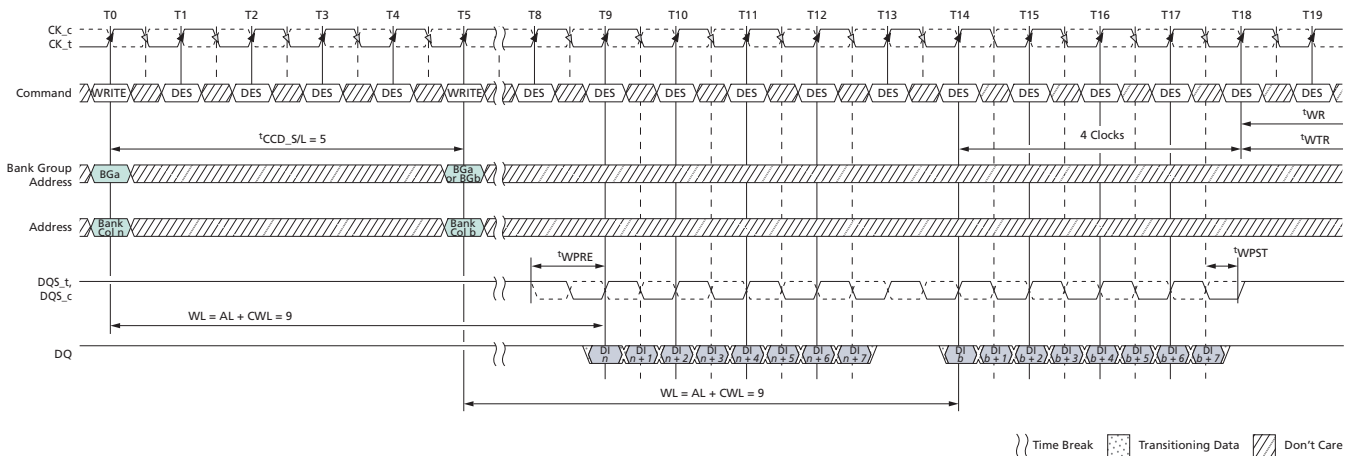 T0 T1 T2 T3 T4 T5 T8 T9 T10 T11 T12 T13 T14 T15 T16 T17 T18 T19
CK_c
CK_t
Command WRITE DES DES DES DES WRITE DES DES DES DES DES DES DES DES DES DES DES DES
tWR
tCCD_S/L = 5
4 Clocks
tWTR
Bank Group
Address
BGa
BGa
or BGb
Address
Bank
Col n
Bank
Col b
tWPRE
tWPST
DQS_t,
DQS_c
WL = AL + CWL = 9
DQ
DI
n
DI
n + 1
DI
n + 2
DI
n + 3
DI
n + 4
DI
n + 5
DI
n + 6
DI
n + 7
DI
b
DI
b + 1
DI
b + 2
DI
b + 3
DI
b + 4
DI
b + 5
DI
b + 6
DI
b + 7
WL = AL + CWL = 9
Time Break Transitioning Data Don't Care